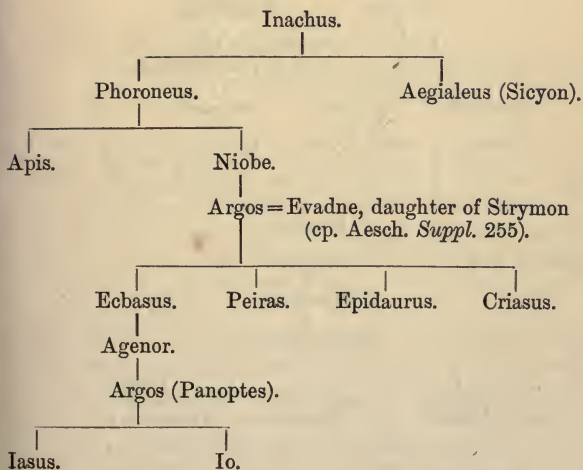 Inachus.
Phoroneus. Aegialeus (Sicyon).
Apis. Niobe.
Argos = Evadne, daughter of Strymon
(cp. Aesch. Suppl. 255).
Ecbasus. Peiras. Epidaurus. Criasus.
Agenor.
Argos (Panoptes).
Iasus. Io.